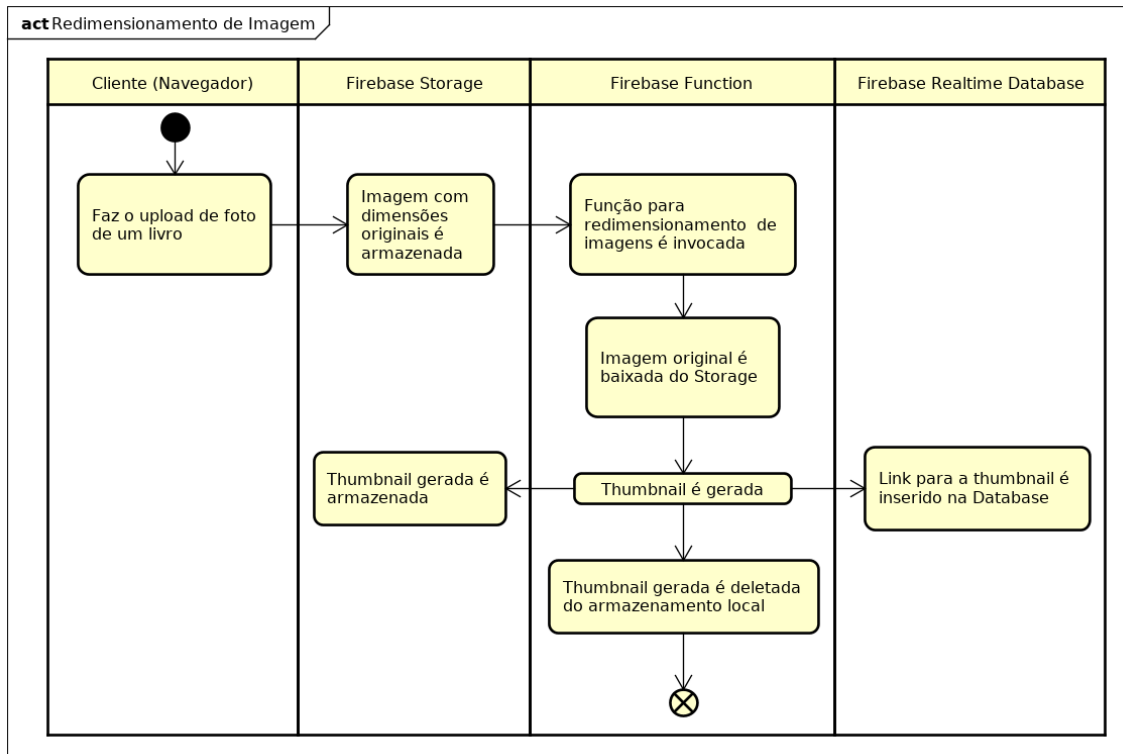 act Redimensionamento de Imagem
Cliente (Navegador)
Firebase Storage
Firebase Function
Firebase Realtime Database
Faz o upload de foto
de um livro
Imagem com
dimensões
originais é
armazenada
Função para
redimensionamento  de
imagens é invocada
Imagem original é
baixada do Storage
Thumbnail gerada é
armazenada
Thumbnail é gerada
Link para a thumbnail é
inserido na Database
Thumbnail gerada é deletada
do armazenamento local